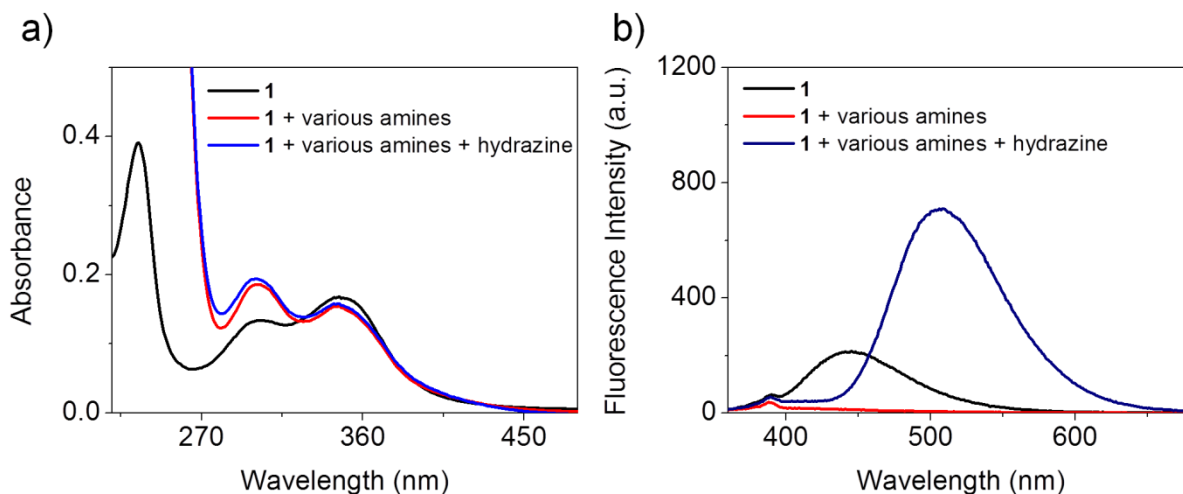 a)
1
1 + various amines
1 + various amines + hydrazine
0.4
0.2
0.0
Absorbance
270 360 450
Wavelength (nm)
b)
1
1 + various amines
1 + various amines + hydrazine
1200
800
400
0
Fluorescence Intensity (a.u.)
400 500 600
Wavelength (nm)